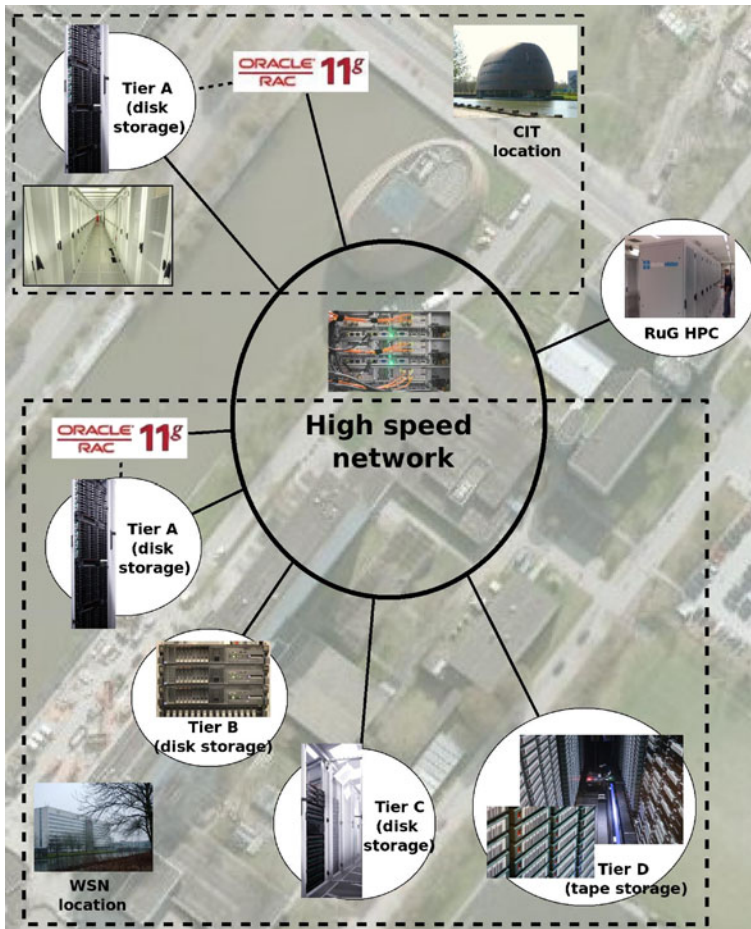 Tier A
(disk
storage)
ORACLE
RAC 11g
CIT
location
RuG HPC
High speed
network
ORACLE
RAC 11g
Tier A
(disk
storage)
Tier B
(disk storage)
Tier C
(disk
storage)
Tier D
(tape storage)
WSN
location